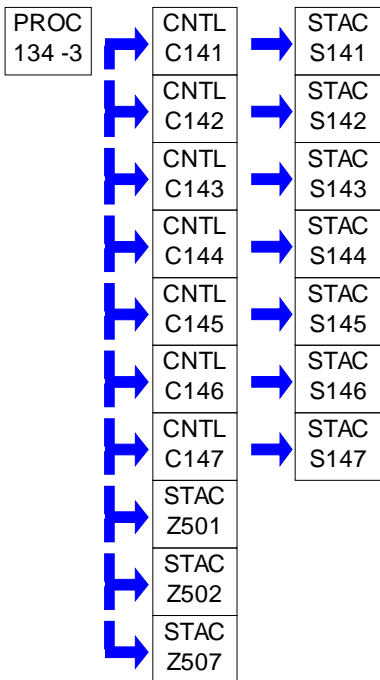 PROC
134 -3
CNTL
C141
STAC
S141
CNTL
C142
STAC
S142
CNTL
C143
STAC
S143
CNTL
C144
STAC
S144
CNTL
C145
STAC
S145
CNTL
C146
STAC
S146
CNTL
C147
STAC
S147
STAC
Z501
STAC
Z502
STAC
Z507